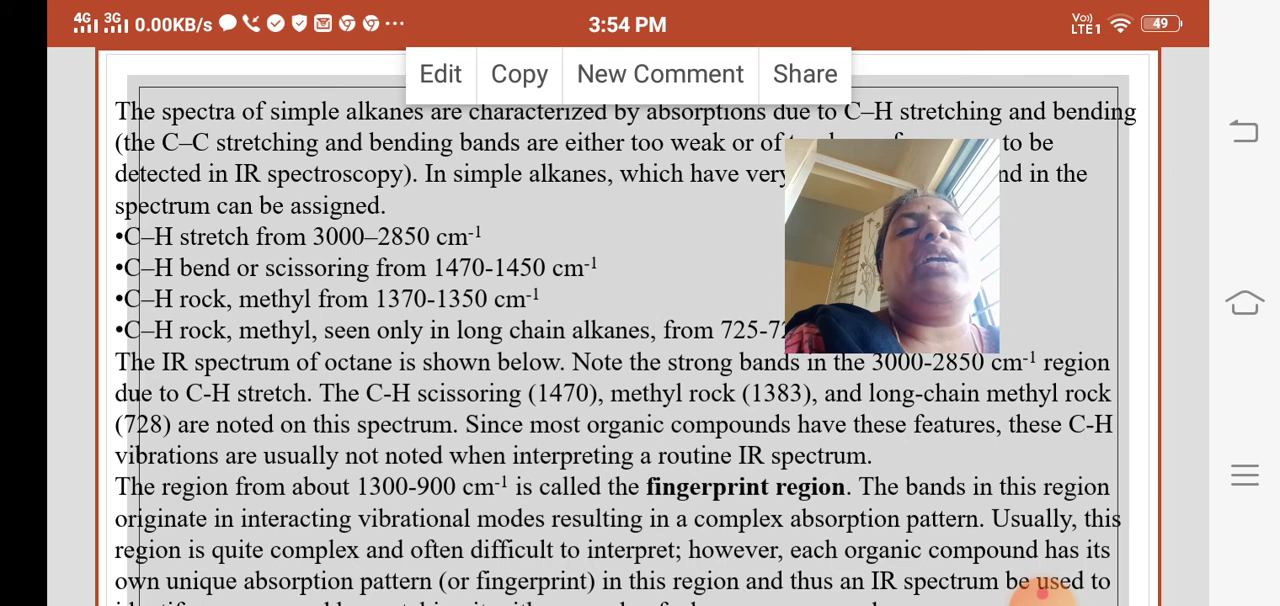 4G 3G 0.00KB/s 3:54 PM Vo)) LTE1 49
Edit Copy New Comment Share
The spectra of simple alkanes are characterized by absorptions due to C–H stretching and bending
(the C–C stretching and bending bands are either too weak or of to be
detected in IR spectroscopy). In simple alkanes, which have very in the
spectrum can be assigned.
•C–H stretch from 3000–2850 cm-1
•C–H bend or scissoring from 1470-1450 cm-1
•C–H rock, methyl from 1370-1350 cm-1
•C–H rock, methyl, seen only in long chain alkanes, from
The IR spectrum of octane is shown below. Note the strong bands in the 3000-2850 cm-1 region
due to C-H stretch. The C-H scissoring (1470), methyl rock (1383), and long-chain methyl rock
(728) are noted on this spectrum. Since most organic compounds have these features, these C-H
vibrations are usually not noted when interpreting a routine IR spectrum.
The region from about 1300-900 cm-1 is called the fingerprint region. The bands in this region
originate in interacting vibrational modes resulting in a complex absorption pattern. Usually, this
region is quite complex and often difficult to interpret; however, each organic compound has its
own unique absorption pattern (or fingerprint) in this region and thus an IR spectrum be used to